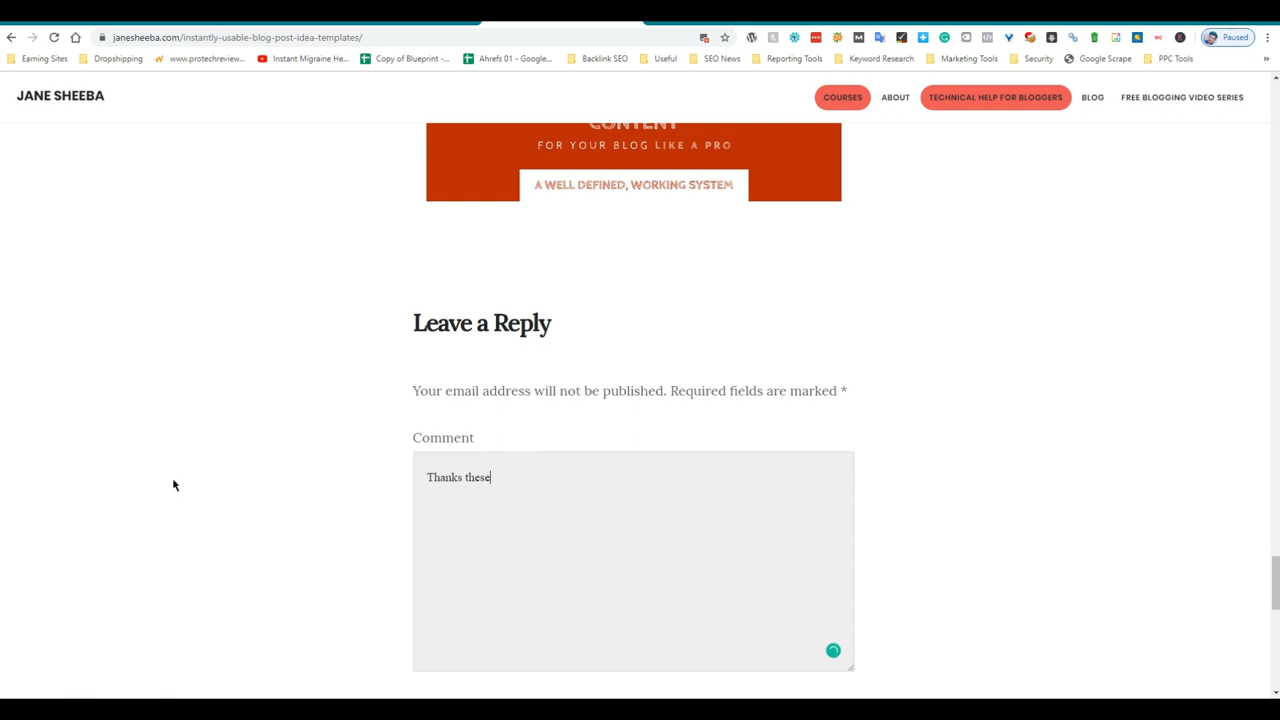 janesheeba.com/instantly-usable-blog-post-idea-templates/
Paused
Earning Sites
Dropshipping
www.protechreview...
Instant Migraine He...
Copy of Blueprint -...
Ahrefs 01 - Google...
Backlink SEO
Useful
SEO News
Reporting Tools
Keyword Research
Marketing Tools
Security
Google Scrape
PPC Tools
»
JANE SHEEBA
COURSES
ABOUT
TECHNICAL HELP FOR BLOGGERS
BLOG
FREE BLOGGING VIDEO SERIES
CONTENT
FOR YOUR BLOG LIKE A PRO
A WELL DEFINED, WORKING SYSTEM
Leave a Reply
Your email address will not be published. Required fields are marked *
Comment
Thanks these